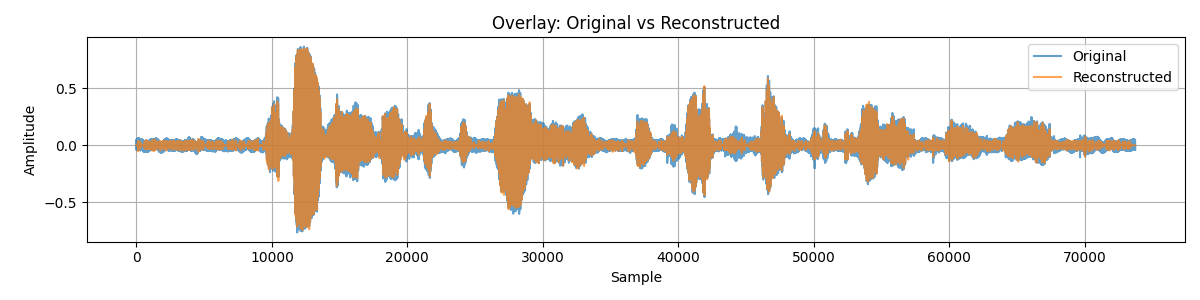 Overlay: Original vs Reconstructed
Original
Reconstructed
Amplitude
0.5
0.0
−0.5
0 10000 20000 30000 40000 50000 60000 70000
Sample